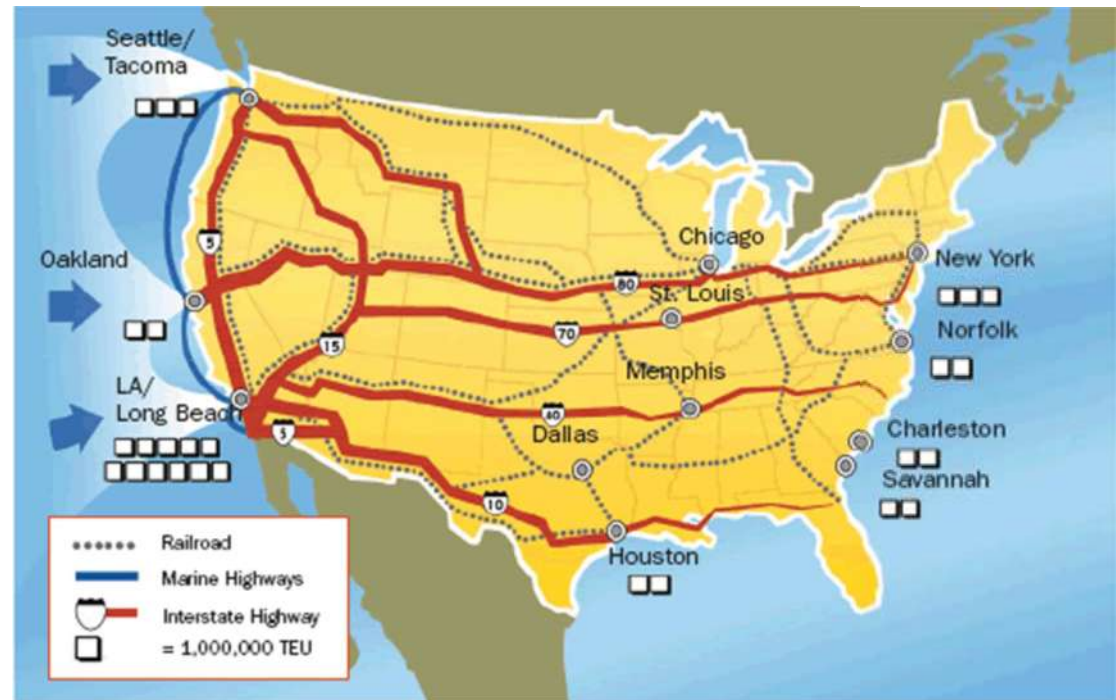 Seattle/
Tacoma
Oakland
LA/
Long Beach
5
15
5
80
70
40
10
Chicago
St. Louis
Memphis
Dallas
Houston
New York
Norfolk
Charleston
Savannah
Railroad
Marine Highways
Interstate Highway
= 1,000,000 TEU